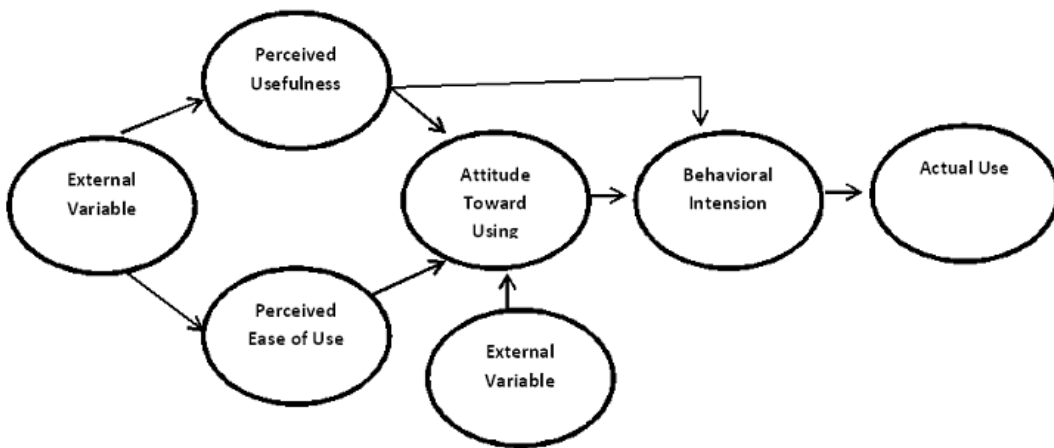 Perceived
Usefulness
External
Variable
Attitude
Toward
Using
Behavioral
Intension
Actual Use
Perceived
Ease of Use
External
Variable